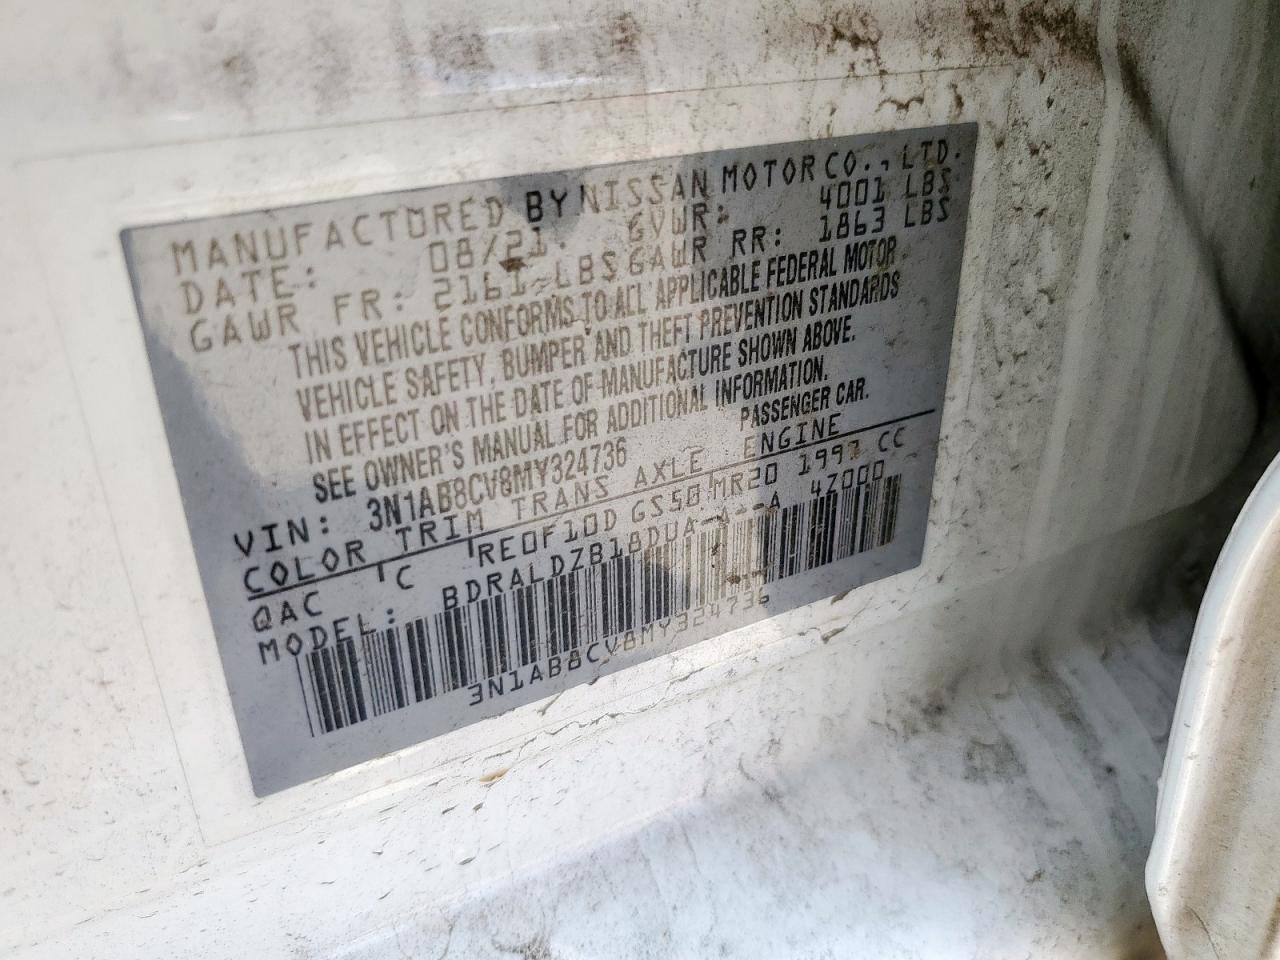 MANUFACTURED BY NISSAN MOTOR CO., LTD.
DATE: 08/21 GVWR: 4001 LBS
GAWR FR: 2161 LBS GAWR RR: 1863 LBS
THIS VEHICLE CONFORMS TO ALL APPLICABLE FEDERAL MOTOR
VEHICLE SAFETY, BUMPER AND THEFT PREVENTION STANDARDS
IN EFFECT ON THE DATE OF MANUFACTURE SHOWN ABOVE.
SEE OWNER'S MANUAL FOR ADDITIONAL INFORMATION.
VIN: 3N1AB8CV8MY324736 PASSENGER CAR.
COLOR TRIM TRANS AXLE ENGINE
QAC C RE0F10D GS50 MR20 1997 CC
MODEL: BDRALDZB18DUA-A--A 4Z000
3N1AB8CV8MY324736